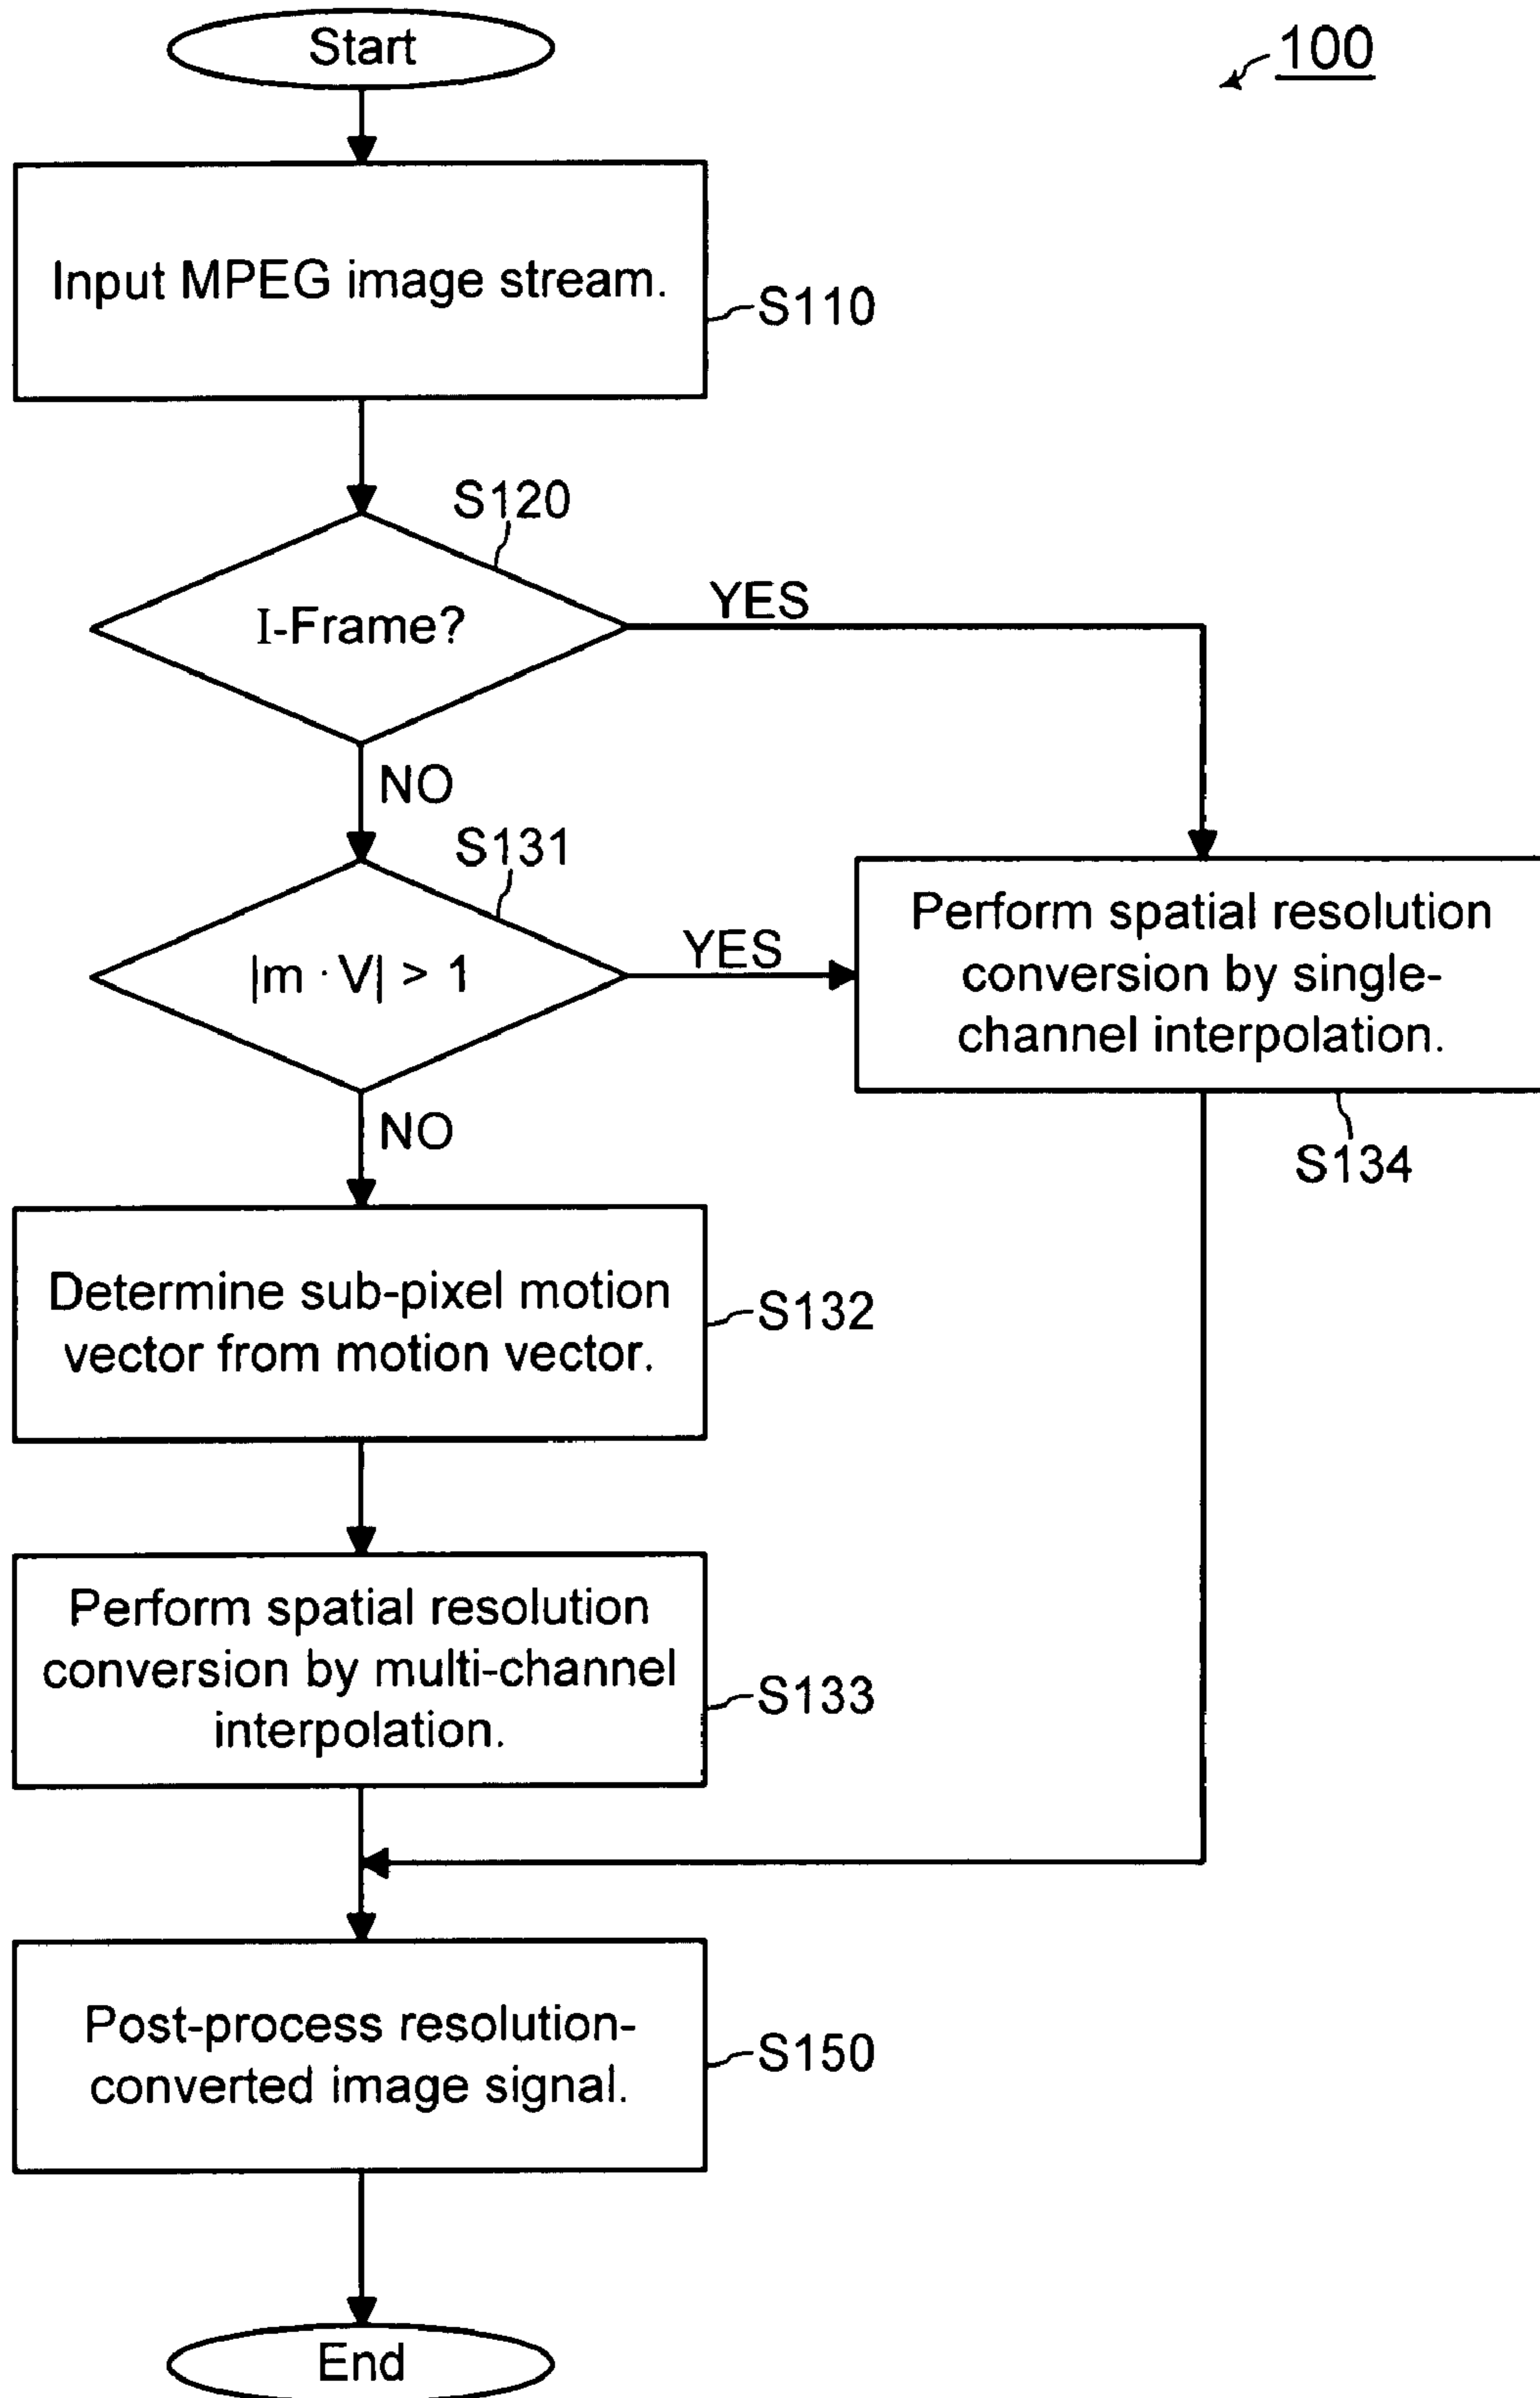 Start
100
Input MPEG image stream.
S110
S120
I-Frame?
YES
NO
S131
|m · V| > 1
YES
NO
Perform spatial resolution
conversion by single-
channel interpolation.
S134
Determine sub-pixel motion
vector from motion vector.
S132
Perform spatial resolution
conversion by multi-channel
interpolation.
S133
Post-process resolution-
converted image signal.
S150
End